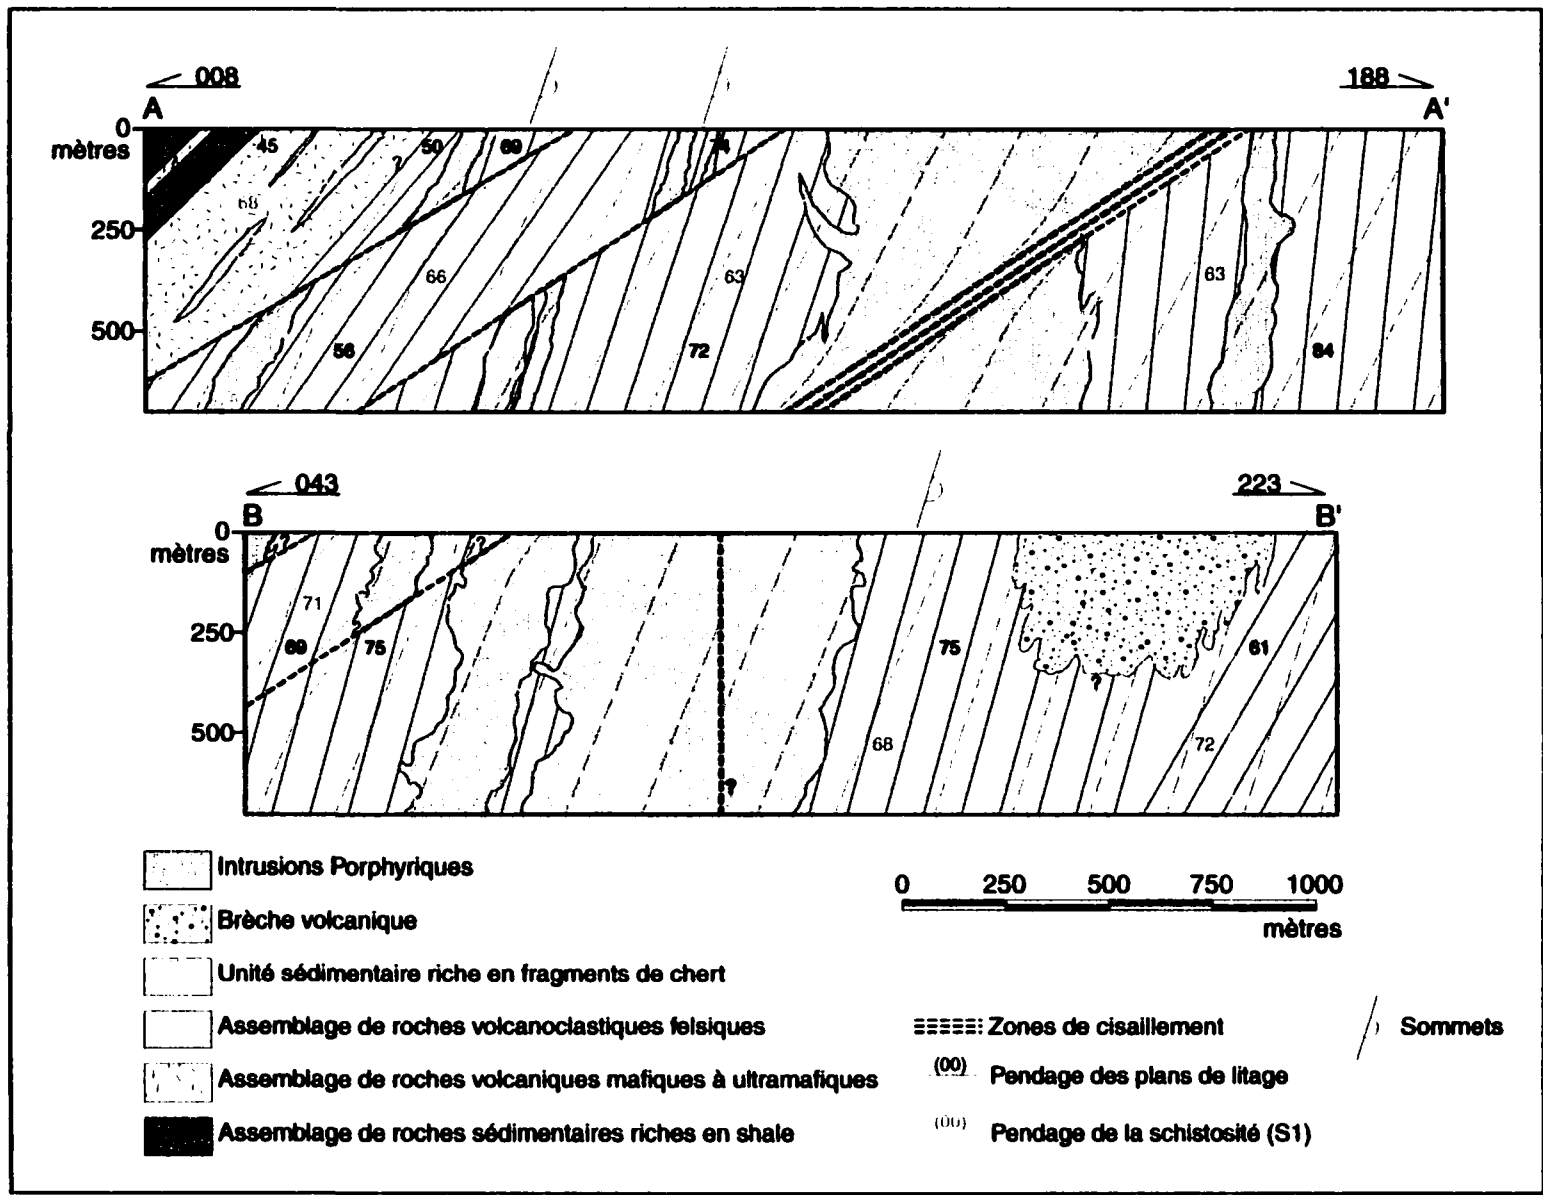 008 188
A A'
0
mètres
45 ? 50 69 74
68
250
66 63 63
500
56 72 84
043 223
B B'
0
mètres
? ?
71
250
69 75 75 61
?
500
68 72
?
Intrusions Porphyriques
Brèche volcanique
Unité sédimentaire riche en fragments de chert
Assemblage de roches volcanoclastiques felsiques
Assemblage de roches volcaniques mafiques à ultramafiques
Assemblage de roches sédimentaires riches en shale
0 250 500 750 1000
mètres
Zones de cisaillement
Sommets
(00) Pendage des plans de litage
(00) Pendage de la schistosité (S1)